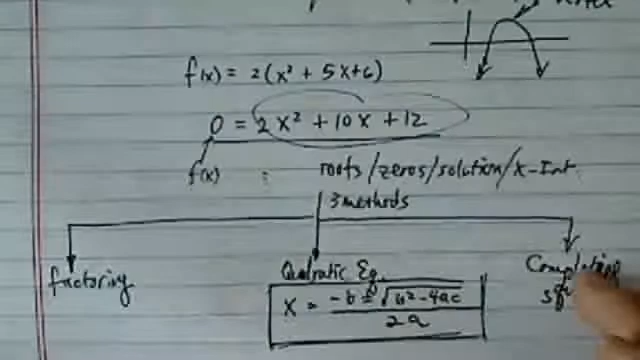 vertex
f(x) = 2(x² + 5x+6)
0 = 2x² + 10x + 12
f(x) : roots/zeros/solution/x-Int.
3 methods
factoring
Quadratic Eq.
Completing
x = -b ± √b²-4ac / 2a